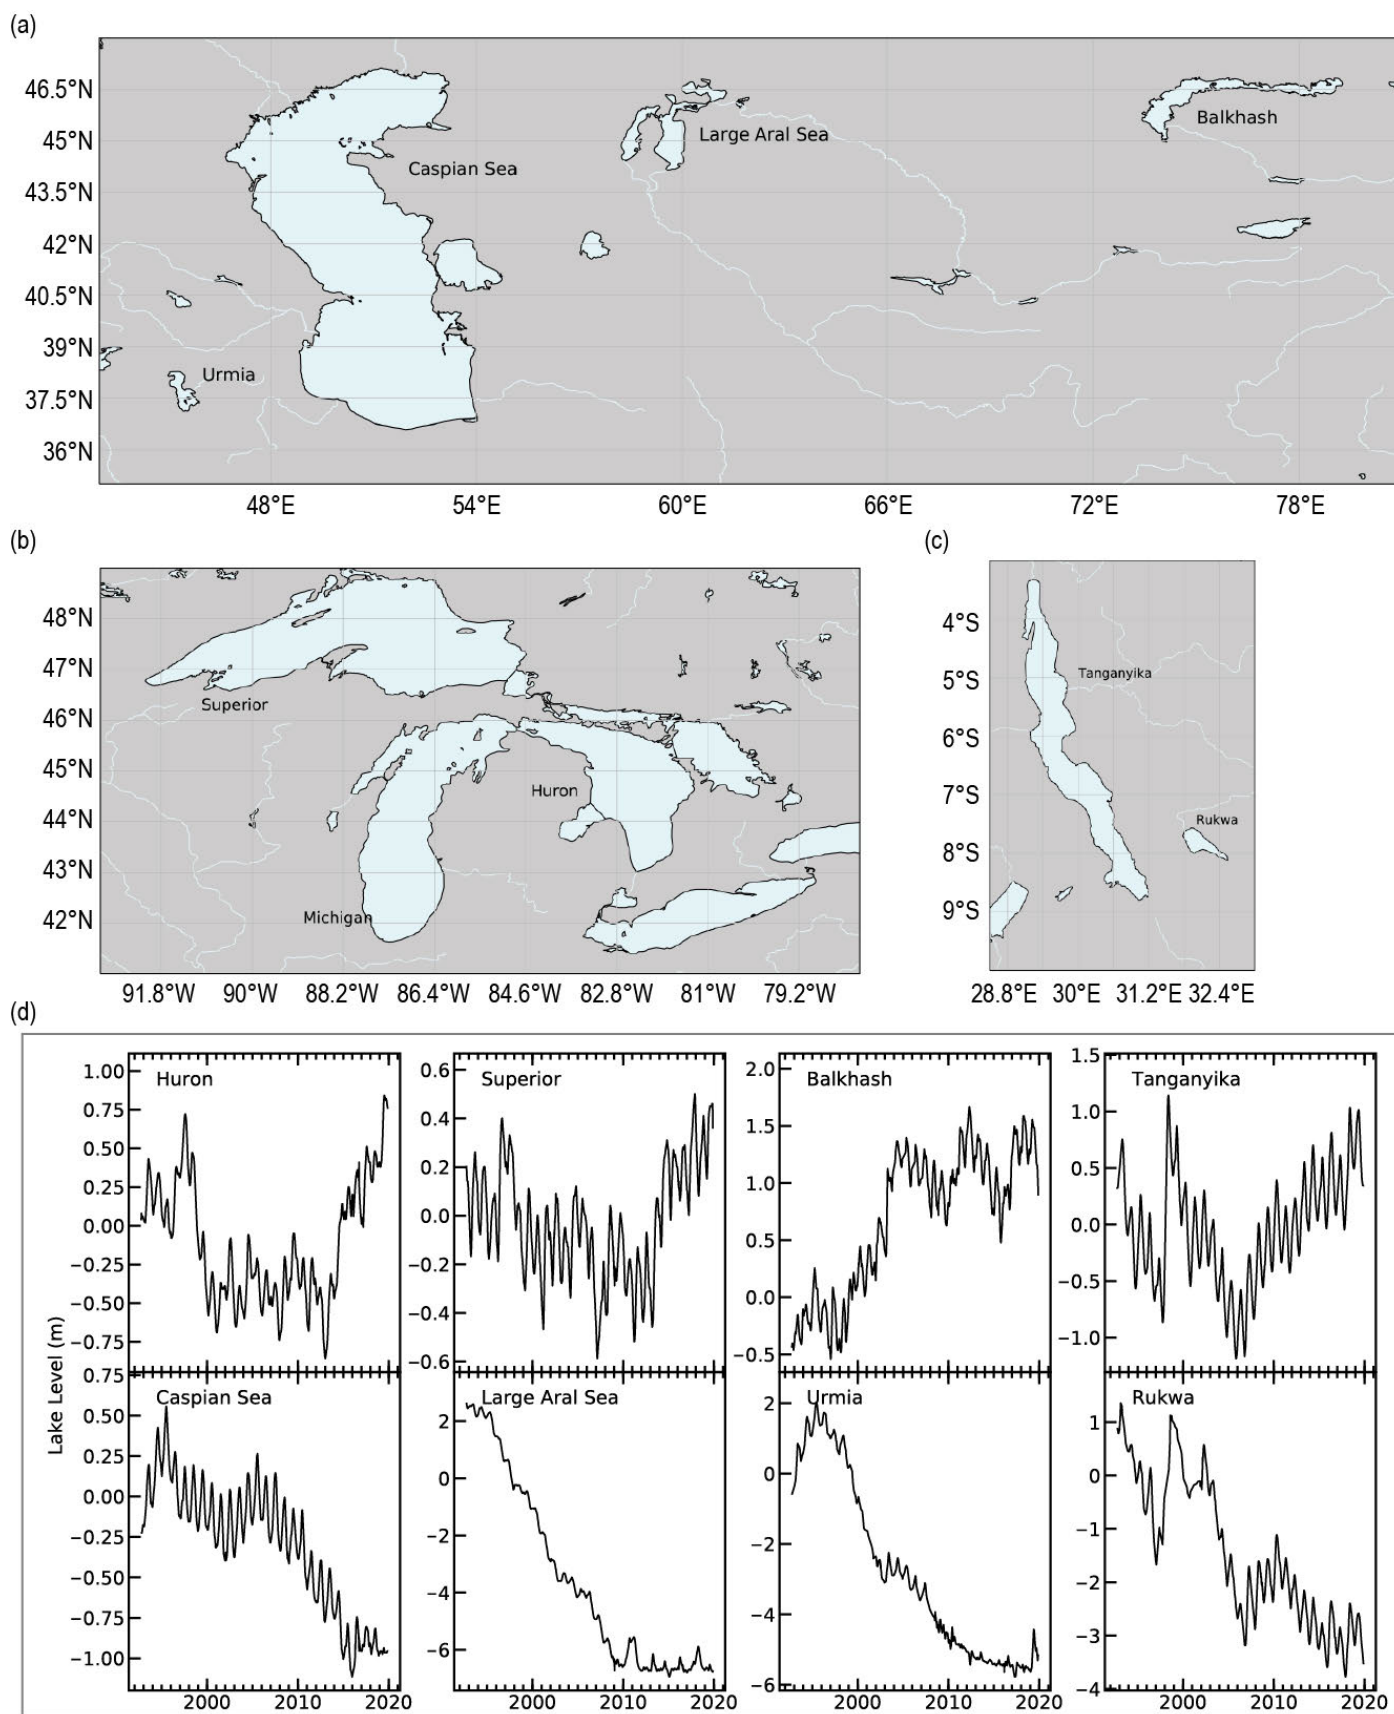 (a)
46.5°N
45°N
43.5°N
42°N
40.5°N
39°N
37.5°N
36°N
Caspian Sea
Large Aral Sea
Balkhash
Urmia
48°E 54°E 60°E 66°E 72°E 78°E
(b)
48°N
47°N
46°N
45°N
44°N
43°N
42°N
Superior
Huron
Michigan
91.8°W 90°W 88.2°W 86.4°W 84.6°W 82.8°W 81°W 79.2°W
(c)
4°S
5°S
6°S
7°S
8°S
9°S
Tanganyika
Rukwa
28.8°E 30°E 31.2°E 32.4°E
(d)
Lake Level (m)
Huron
1.00
0.75
0.50
0.25
0.00
−0.25
−0.50
−0.75
Superior
0.6
0.4
0.2
0.0
−0.2
−0.4
−0.6
Balkhash
2.0
1.5
1.0
0.5
0.0
−0.5
Tanganyika
1.5
1.0
0.5
0.0
−0.5
−1.0
Caspian Sea
0.75
0.50
0.25
0.00
−0.25
−0.50
−0.75
−1.00
2000 2010 2020
Large Aral Sea
2
0
−2
−4
−6
2000 2010 2020
Urmia
2
0
−2
−4
−6
2000 2010 2020
Rukwa
1
0
−1
−2
−3
−4
2000 2010 2020